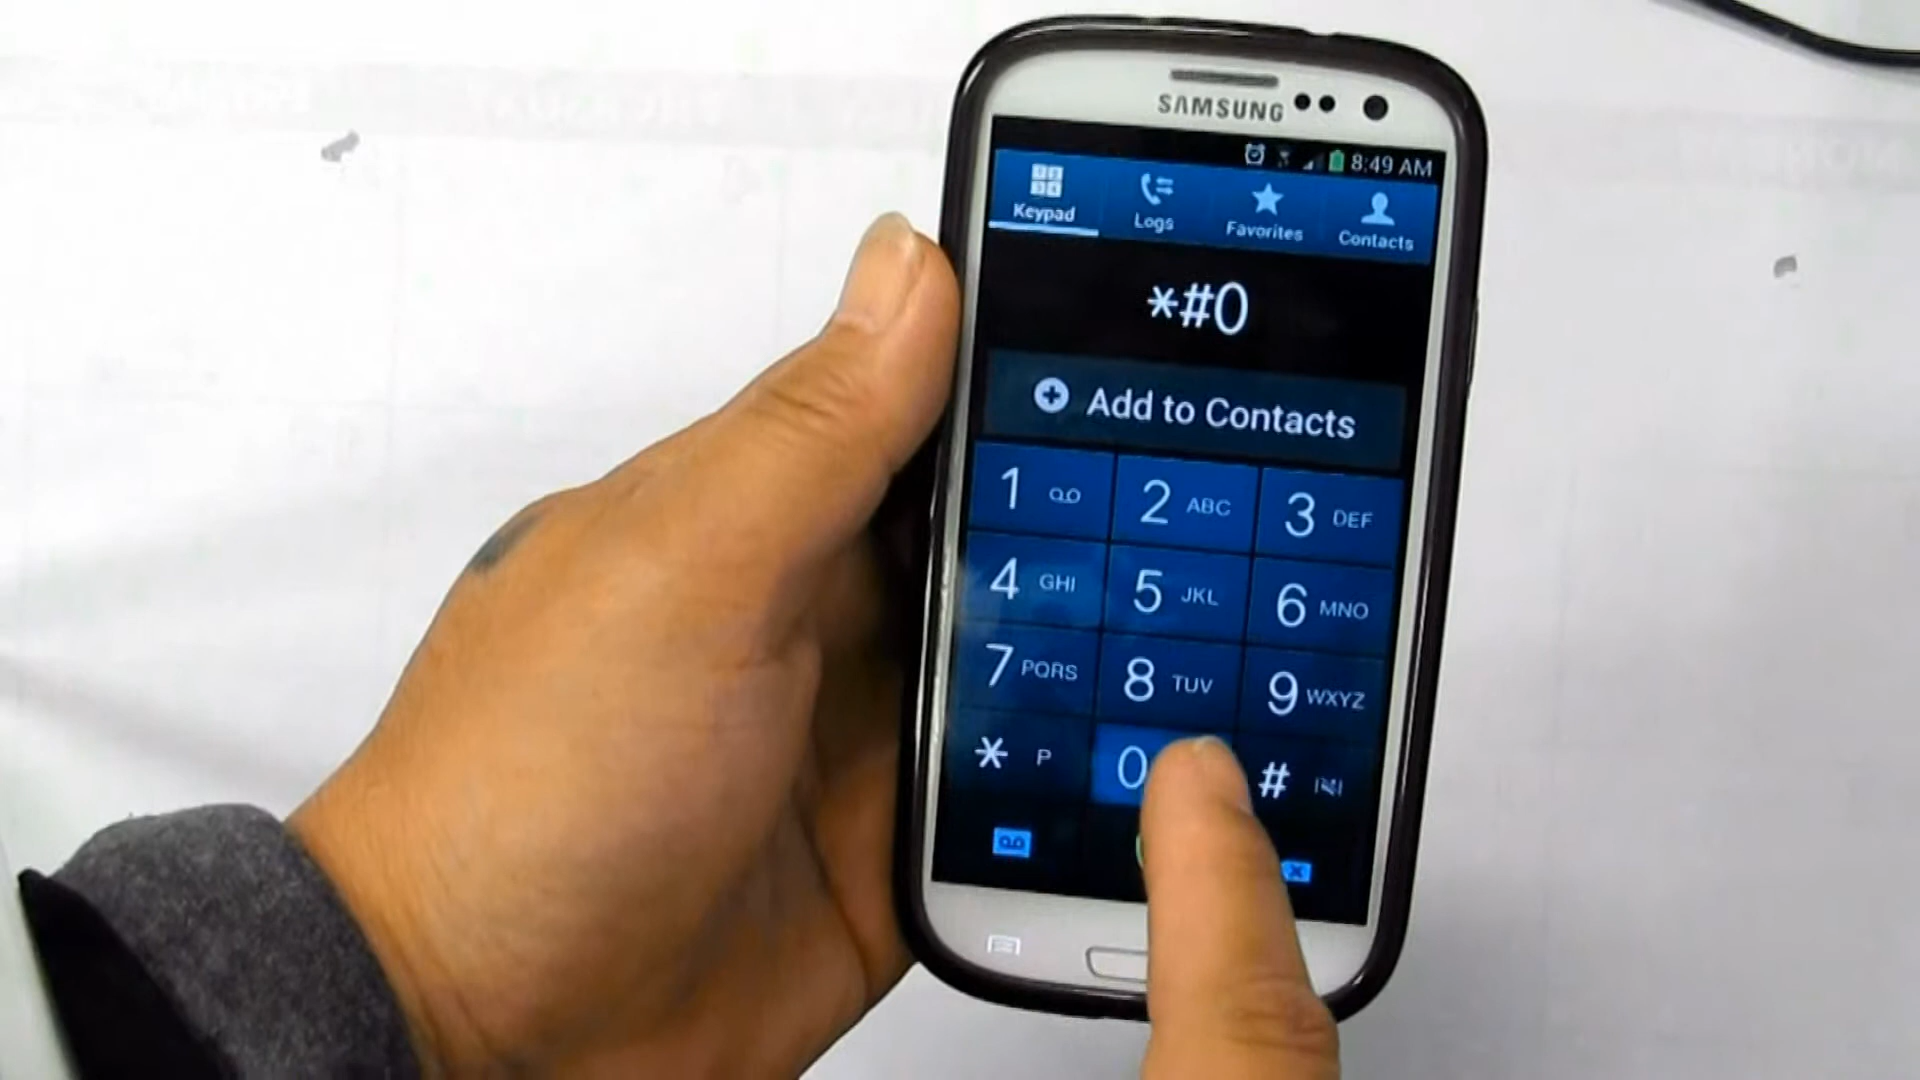 SAMSUNG
8:49 AM
Keypad Logs Favorites Contacts
*#0
Add to Contacts
1 2 ABC 3 DEF
4 GHI 5 JKL 6 MNO
7 PQRS 8 TUV 9 WXYZ
* P 0 #